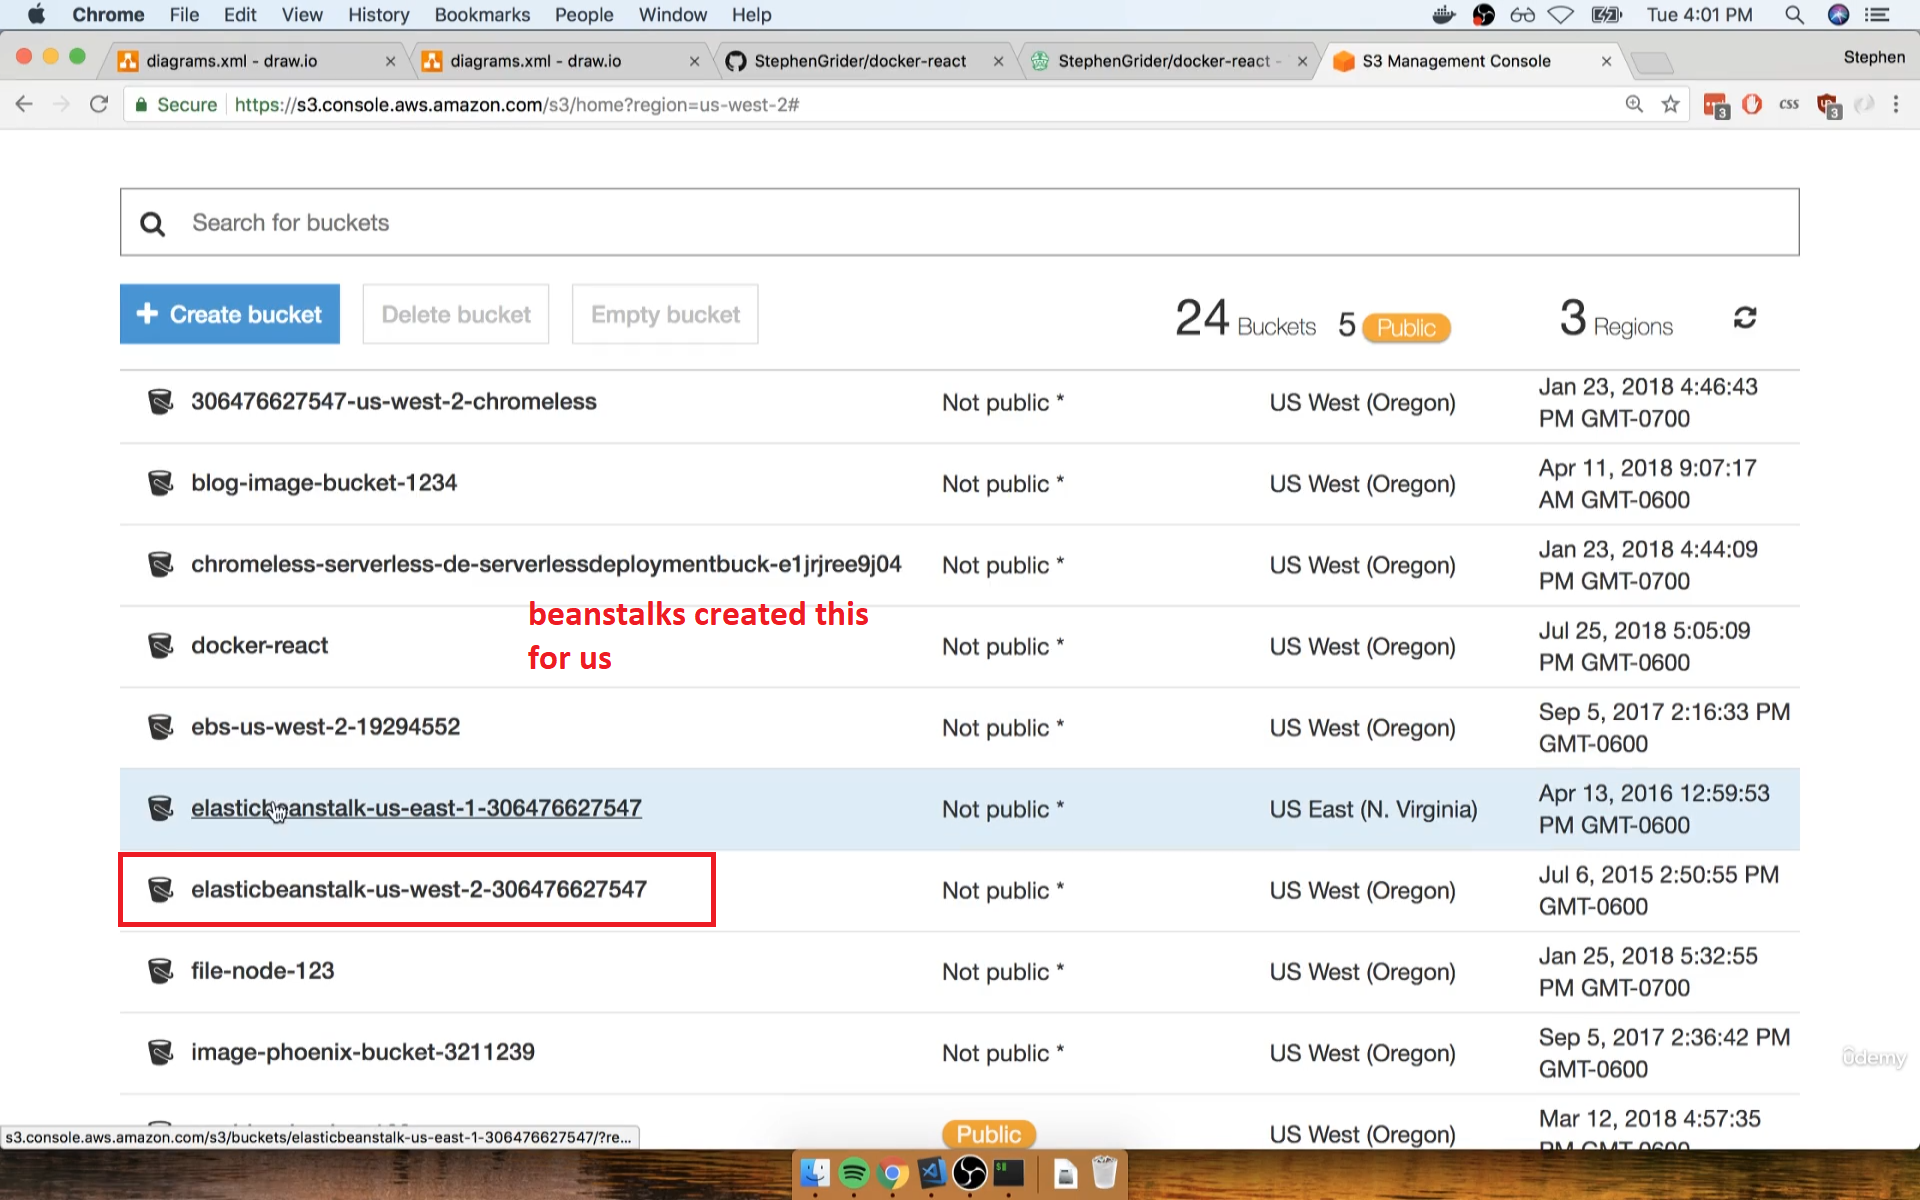 Chrome File Edit View History Bookmarks People Window Help Tue 4:01 PM
diagrams.xml - draw.io diagrams.xml - draw.io StephenGrider/docker-react StephenGrider/docker-react - S3 Management Console Stephen
Secure https://s3.console.aws.amazon.com/s3/home?region=us-west-2# 3 CSS 3
Search for buckets
+ Create bucket Delete bucket Empty bucket 24 Buckets 5 Public 3 Regions
306476627547-us-west-2-chromeless Not public * US West (Oregon) Jan 23, 2018 4:46:43
PM GMT-0700
blog-image-bucket-1234 Not public * US West (Oregon) Apr 11, 2018 9:07:17
AM GMT-0600
chromeless-serverless-de-serverlessdeploymentbuck-e1jrjree9j04 Not public * US West (Oregon) Jan 23, 2018 4:44:09
PM GMT-0700
beanstalks created this
for us
docker-react Not public * US West (Oregon) Jul 25, 2018 5:05:09
PM GMT-0600
ebs-us-west-2-19294552 Not public * US West (Oregon) Sep 5, 2017 2:16:33 PM
GMT-0600
elasticbeanstalk-us-east-1-306476627547 Not public * US East (N. Virginia) Apr 13, 2016 12:59:53
PM GMT-0600
elasticbeanstalk-us-west-2-306476627547 Not public * US West (Oregon) Jul 6, 2015 2:50:55 PM
GMT-0600
file-node-123 Not public * US West (Oregon) Jan 25, 2018 5:32:55
PM GMT-0700
image-phoenix-bucket-3211239 Not public * US West (Oregon) Sep 5, 2017 2:36:42 PM
GMT-0600
ûdemy
Public US West (Oregon) Mar 12, 2018 4:57:35
PM GMT-0600
s3.console.aws.amazon.com/s3/buckets/elasticbeanstalk-us-east-1-306476627547/?re...